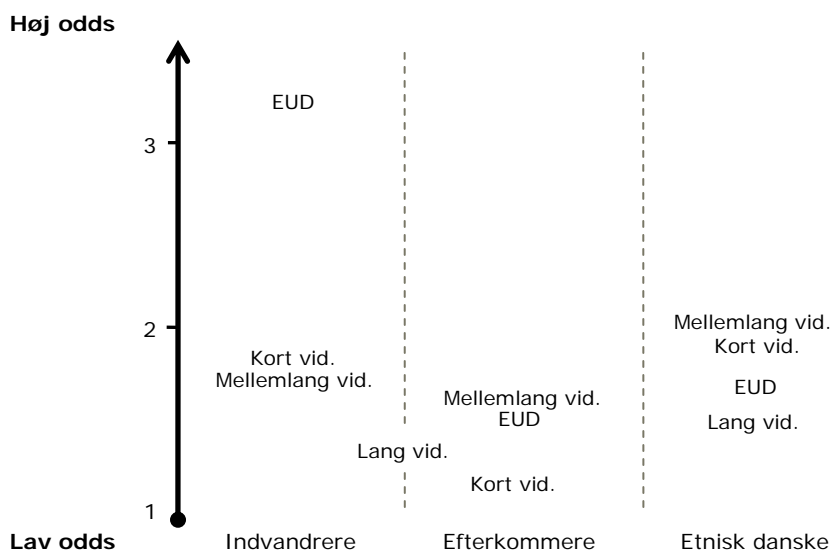 Høj odds
EUD
3
2
Mellemlang vid.
Kort vid.
Kort vid.
Mellemlang vid.
EUD
Mellemlang vid.
EUD
Lang vid.
Lang vid.
Kort vid.
1
Lav odds
Indvandrere
Efterkommere
Etnisk danske